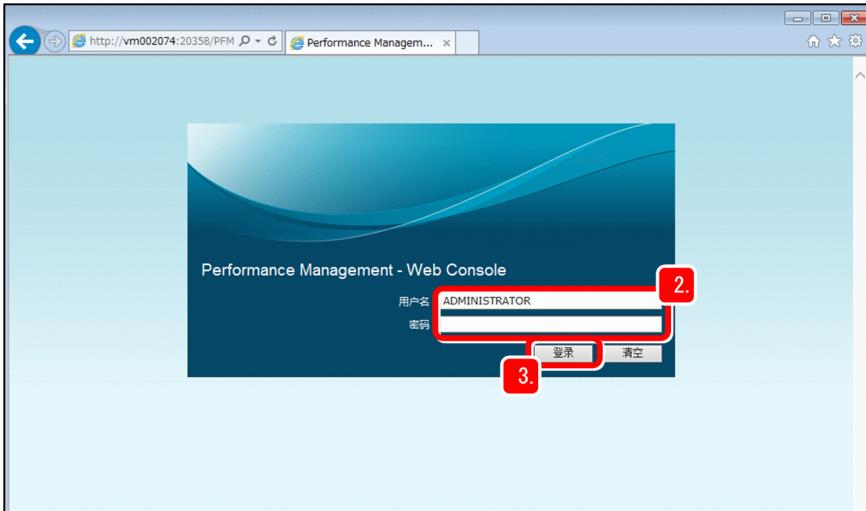 http://vm002074:20358/PFM
Performance Managem...
Performance Management - Web Console
2.
用户名 ADMINISTRATOR
密码
登录 清空
3.